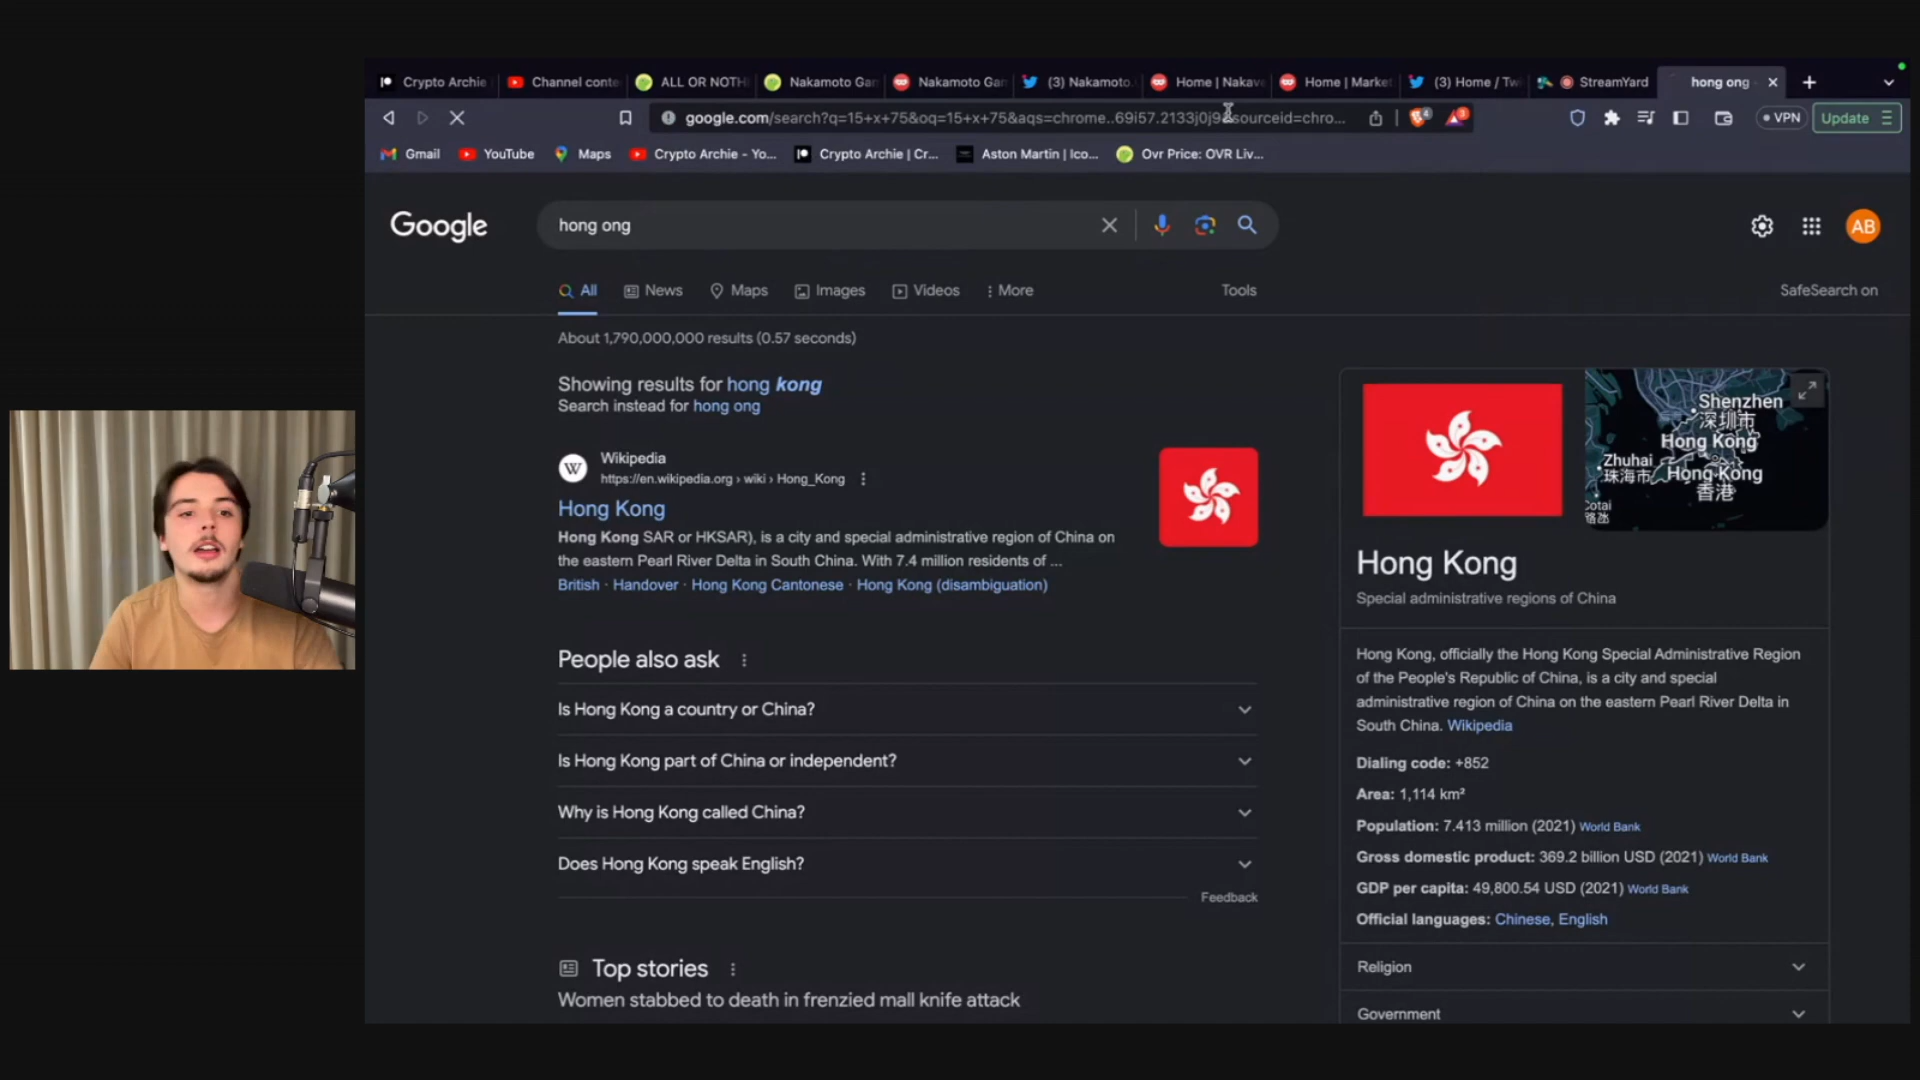 Crypto Archie
Channel conte
ALL OR NOTH
Nakamoto Gar
Nakamoto Gar
(3) Nakamoto.
Home | Nakave
Home | Market
(3) Home / Twi
StreamYard
hong ong
google.com/search?q=15+x+75&oq=15+x+75&aqs=chrome..69i57.2133j0j9&sourceid=chro...
VPN
Update
Gmail
YouTube
Maps
Crypto Archie - Yo...
Crypto Archie | Cr...
Aston Martin | Ico...
Ovr Price: OVR Liv...
Google
hong ong
AB
All
News
Maps
Images
Videos
More
Tools
SafeSearch on
About 1,790,000,000 results (0.57 seconds)
Showing results for hong kong
Search instead for hong ong
W
Wikipedia
https://en.wikipedia.org › wiki › Hong_Kong
Hong Kong
Hong Kong SAR or HKSAR), is a city and special administrative region of China on
the eastern Pearl River Delta in South China. With 7.4 million residents of ...
British · Handover · Hong Kong Cantonese · Hong Kong (disambiguation)
People also ask
Is Hong Kong a country or China?
Is Hong Kong part of China or independent?
Why is Hong Kong called China?
Does Hong Kong speak English?
Feedback
Top stories
Women stabbed to death in frenzied mall knife attack
Shenzhen
深圳市
Hong Kong
Zhuhai
珠海市
Hong Kong
香港
Cotai
路氹
Hong Kong
Special administrative regions of China
Hong Kong, officially the Hong Kong Special Administrative Region
of the People's Republic of China, is a city and special
administrative region of China on the eastern Pearl River Delta in
South China. Wikipedia
Dialing code: +852
Area: 1,114 km²
Population: 7.413 million (2021) World Bank
Gross domestic product: 369.2 billion USD (2021) World Bank
GDP per capita: 49,800.54 USD (2021) World Bank
Official languages: Chinese, English
Religion
Government